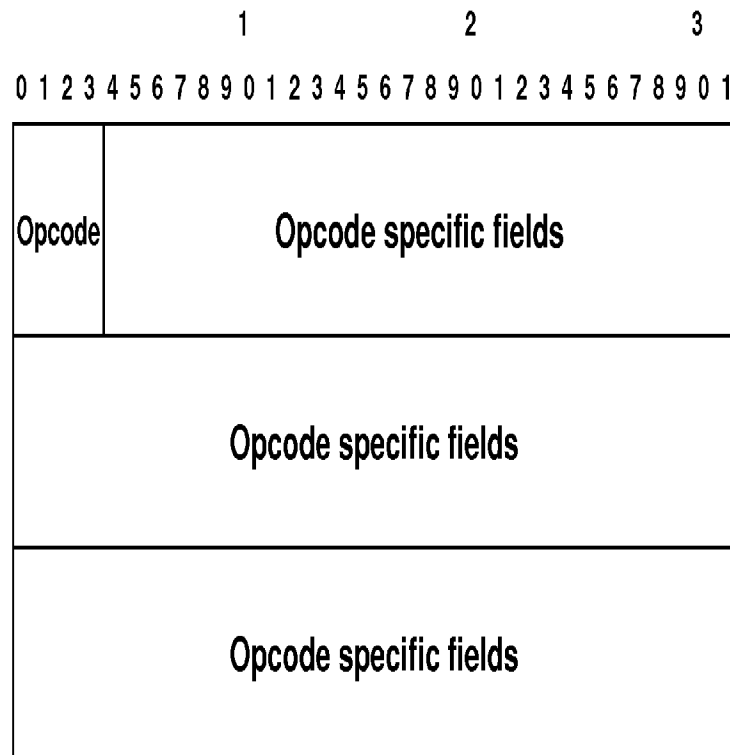 1 2 3
0 1 2 3 4 5 6 7 8 9 0 1 2 3 4 5 6 7 8 9 0 1 2 3 4 5 6 7 8 9 0 1
Opcode Opcode specific fields
Opcode specific fields
Opcode specific fields